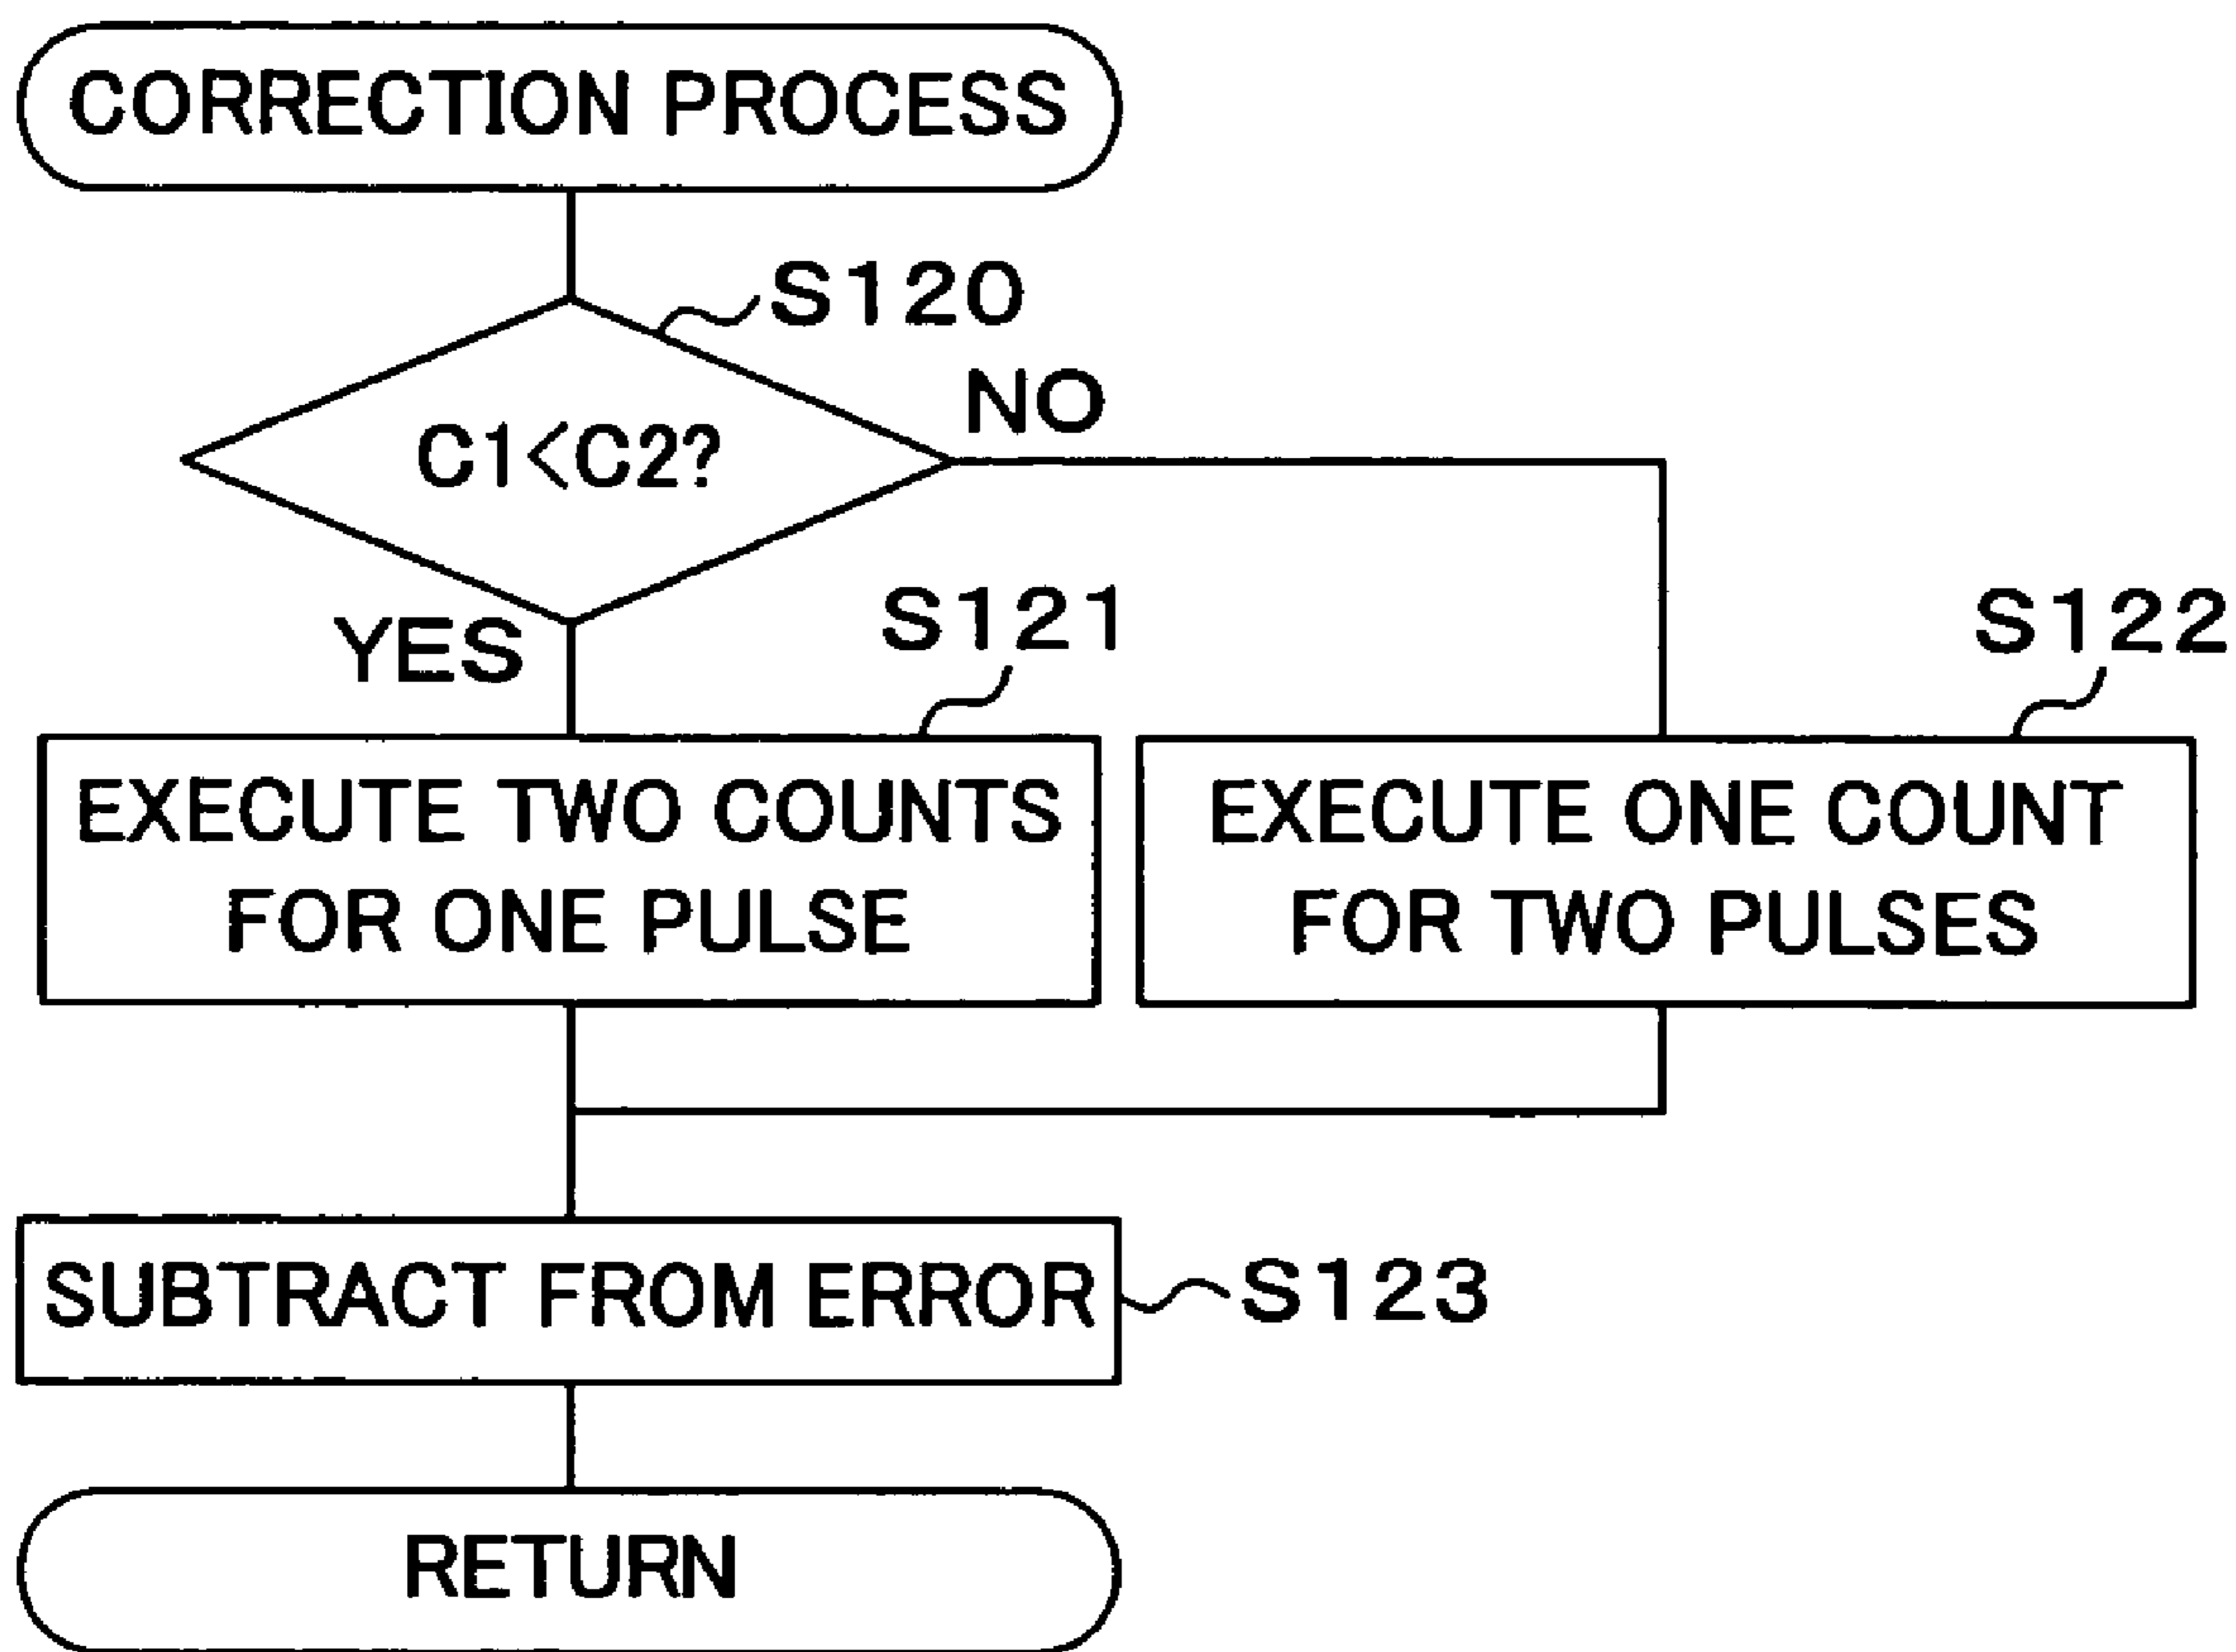 CORRECTION PROCESS
S120
C1<C2?
NO
YES
S121
S122
EXECUTE TWO COUNTS
FOR ONE PULSE
EXECUTE ONE COUNT
FOR TWO PULSES
SUBTRACT FROM ERROR
S123
RETURN